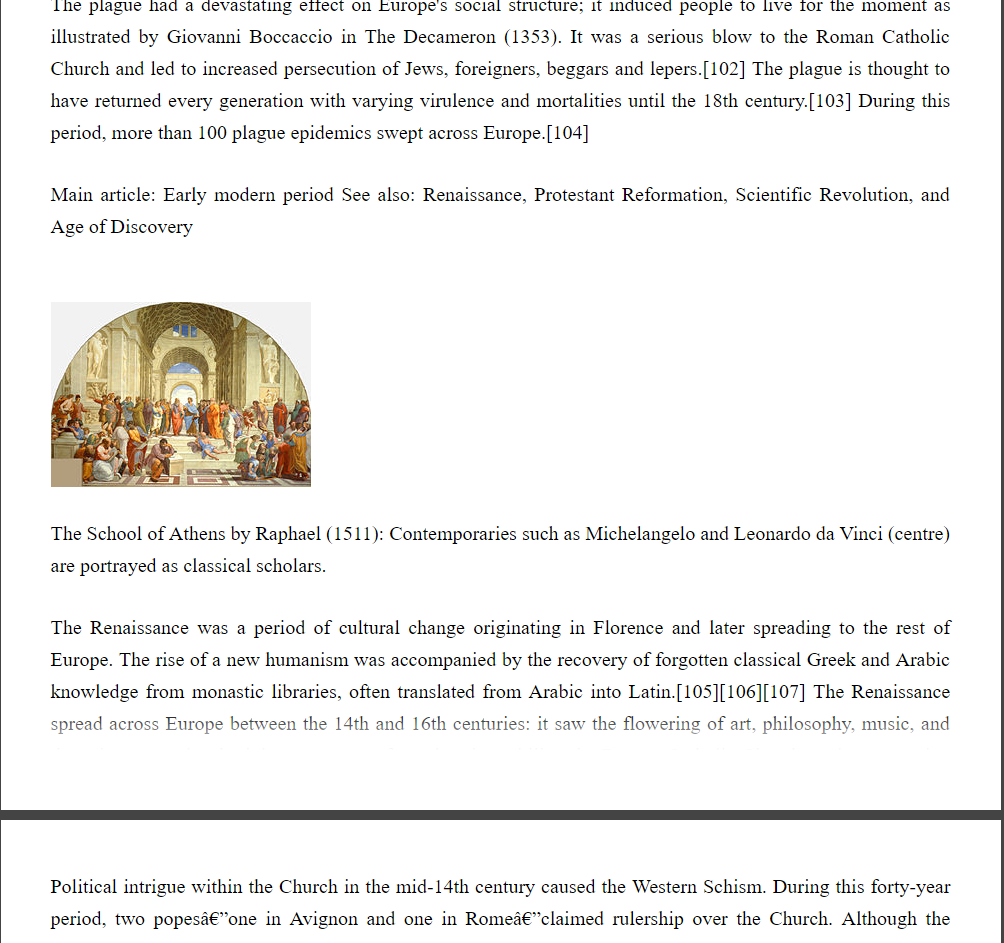 The plague had a devastating effect on Europe's social structure; it induced people to live for the moment as
illustrated by Giovanni Boccaccio in The Decameron (1353). It was a serious blow to the Roman Catholic
Church and led to increased persecution of Jews, foreigners, beggars and lepers.[102] The plague is thought to
have returned every generation with varying virulence and mortalities until the 18th century.[103] During this
period, more than 100 plague epidemics swept across Europe.[104]
Main article: Early modern period See also: Renaissance, Protestant Reformation, Scientific Revolution, and
Age of Discovery
The School of Athens by Raphael (1511): Contemporaries such as Michelangelo and Leonardo da Vinci (centre)
are portrayed as classical scholars.
The Renaissance was a period of cultural change originating in Florence and later spreading to the rest of
Europe. The rise of a new humanism was accompanied by the recovery of forgotten classical Greek and Arabic
knowledge from monastic libraries, often translated from Arabic into Latin.[105][106][107] The Renaissance
spread across Europe between the 14th and 16th centuries: it saw the flowering of art, philosophy, music, and
Political intrigue within the Church in the mid-14th century caused the Western Schism. During this forty-year
period, two popesâ€”one in Avignon and one in Romeâ€”claimed rulership over the Church. Although the